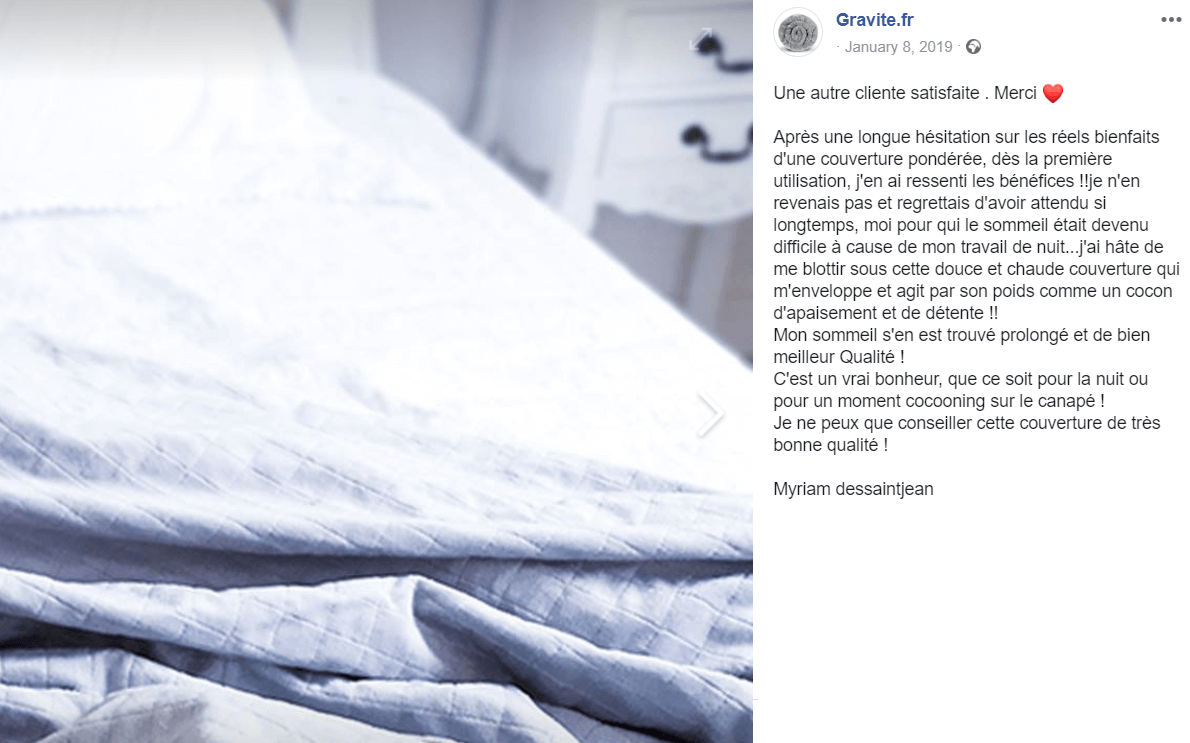 Gravite.fr
· January 8, 2019 ·
Une autre cliente satisfaite . Merci ❤️
Après une longue hésitation sur les réels bienfaits
d'une couverture pondérée, dès la première
utilisation, j'en ai ressenti les bénéfices !!je n'en
revenais pas et regrettais d'avoir attendu si
longtemps, moi pour qui le sommeil était devenu
difficile à cause de mon travail de nuit...j'ai hâte de
me blottir sous cette douce et chaude couverture qui
m'enveloppe et agit par son poids comme un cocon
d'apaisement et de détente !!
Mon sommeil s'en est trouvé prolongé et de bien
meilleur Qualité !
C'est un vrai bonheur, que ce soit pour la nuit ou
pour un moment cocooning sur le canapé !
Je ne peux que conseiller cette couverture de très
bonne qualité !
Myriam dessaintjean